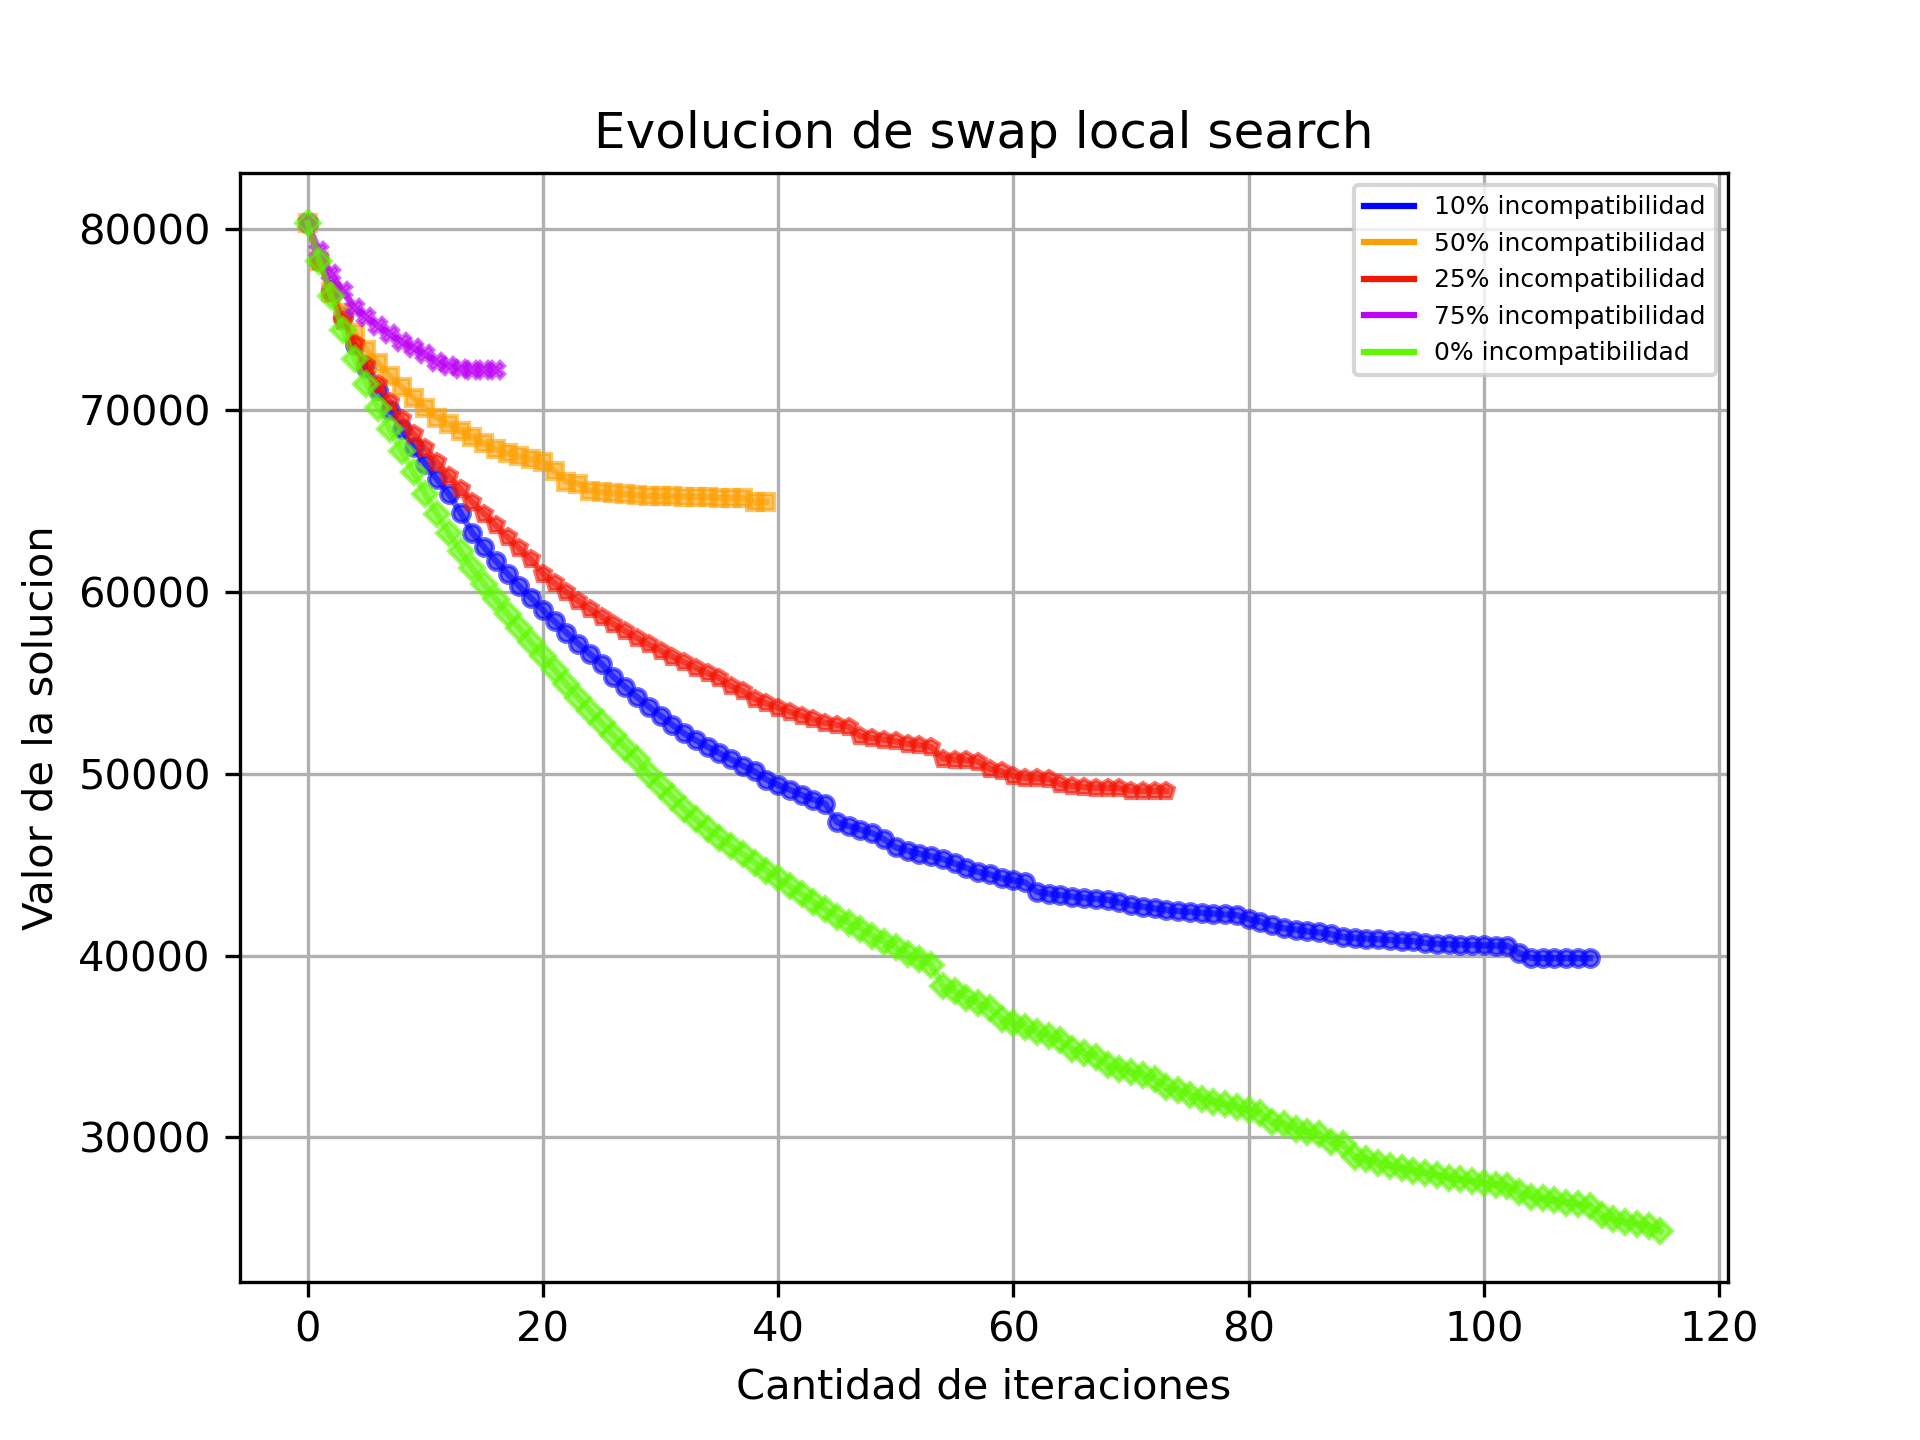 Evolucion de swap local search
10% incompatibilidad
50% incompatibilidad
25% incompatibilidad
75% incompatibilidad
0% incompatibilidad
80000
70000
60000
50000
40000
30000
Valor de la solucion
0 20 40 60 80 100 120
Cantidad de iteraciones